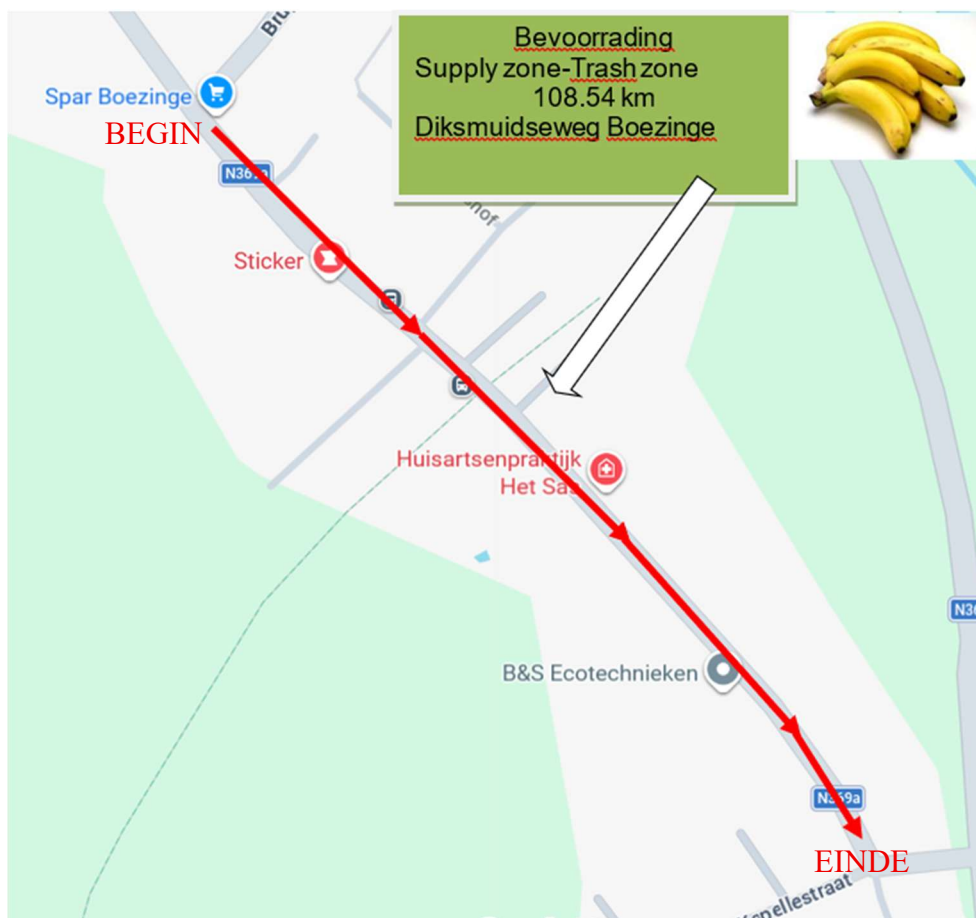 Bevoorrading
Supply zone-Trash zone
108.54 km
Diksmuidseweg Boezinge
Spar Boezinge
BEGIN
N369a
Sticker
Huisartsenpraktijk
Het Sas
N36
B&S Ecotechnieken
N369a
EINDE